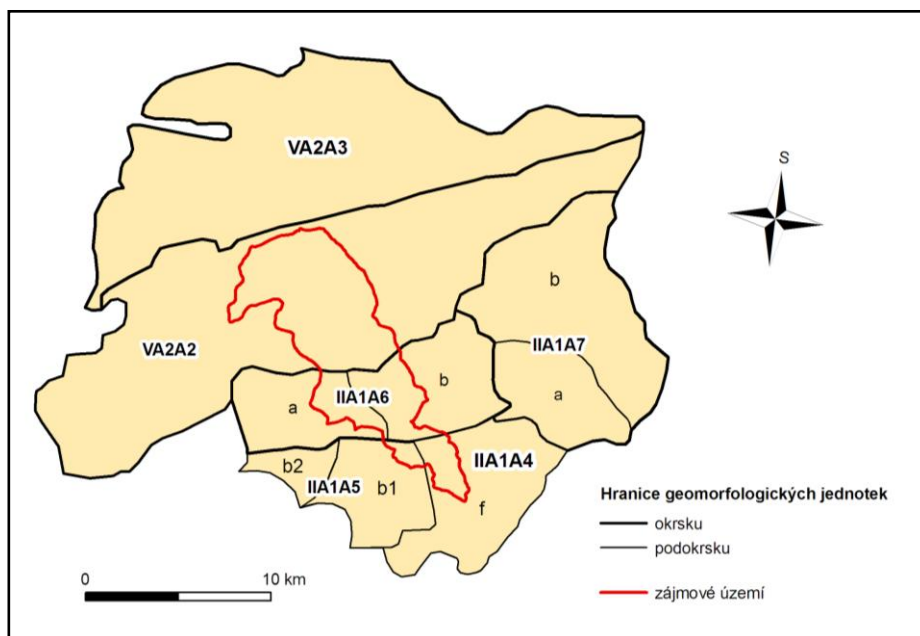 VA2A3
S
b
VA2A2
IIA1A7
b
IIA1A6
a
a
b2
IIA1A4
IIA1A5
b1
f
Hranice geomorfologických jednotek
okrsku
podokrsku
zájmové území
0 10 km